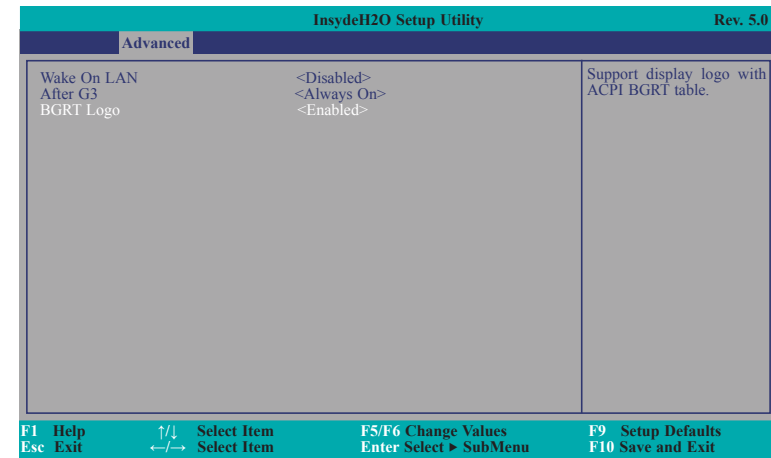 InsydeH2O Setup Utility Rev. 5.0
Advanced
Wake On LAN <Disabled>
After G3 <Always On>
BGRT Logo <Enabled>
Support display logo with
ACPI BGRT table.
F1 Help ↑/↓ Select Item F5/F6 Change Values F9 Setup Defaults
Esc Exit ←/→ Select Item Enter Select ► SubMenu F10 Save and Exit